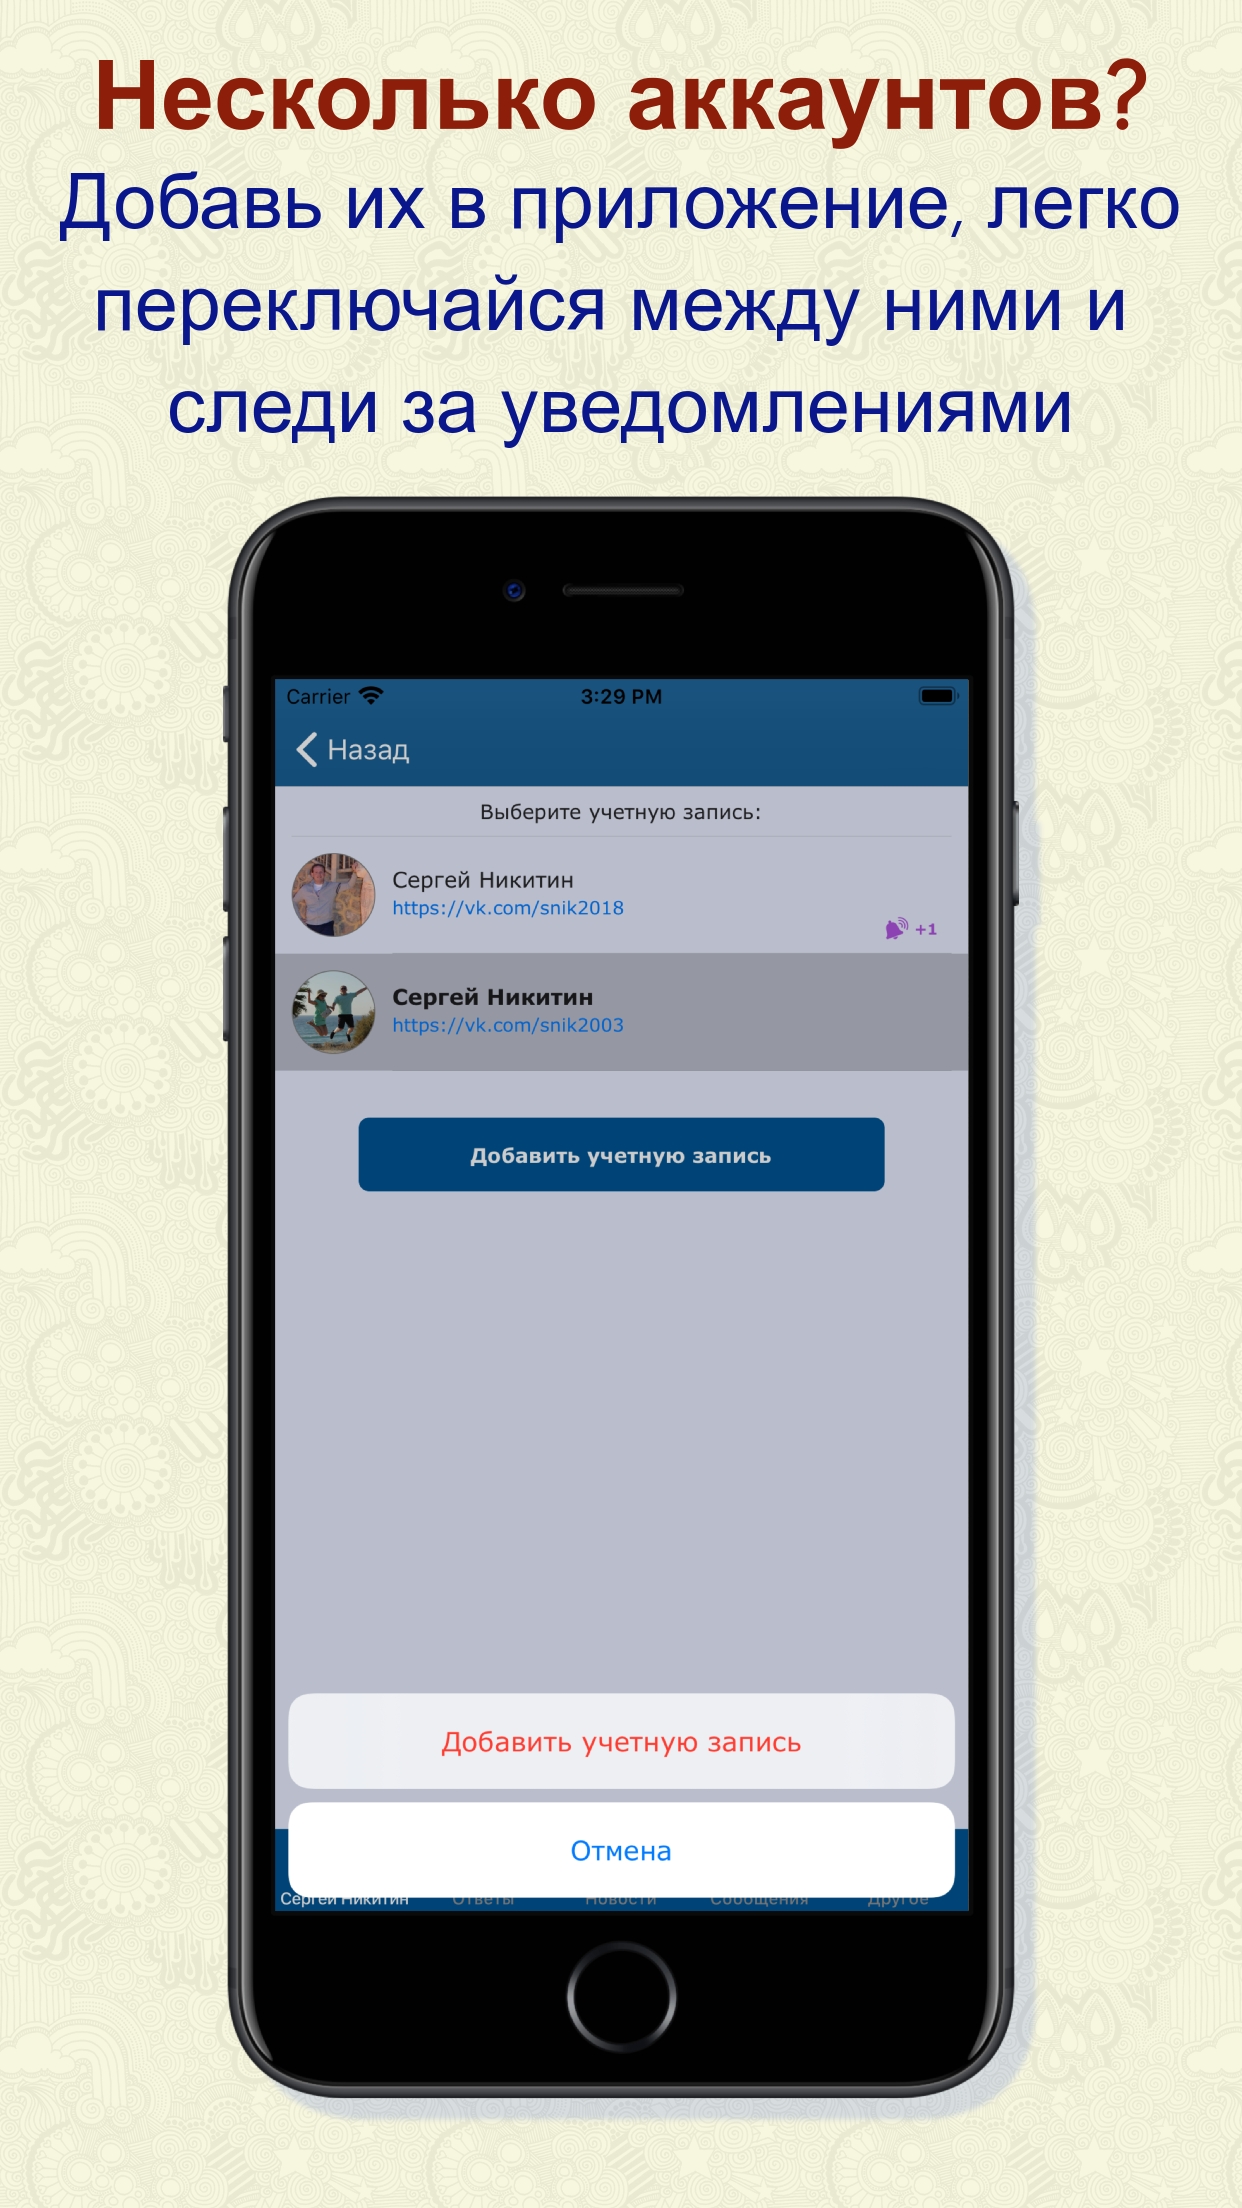 Несколько аккаунтов?
Добавь их в приложение, легко
переключайся между ними и
следи за уведомлениями
Carrier 3:29 PM
Назад
Выберите учетную запись:
Сергей Никитин
https://vk.com/snik2018
+1
Сергей Никитин
https://vk.com/snik2003
Добавить учетную запись
Добавить учетную запись
Отмена
Сергей Никитин Ответы Новости Сообщения Другое